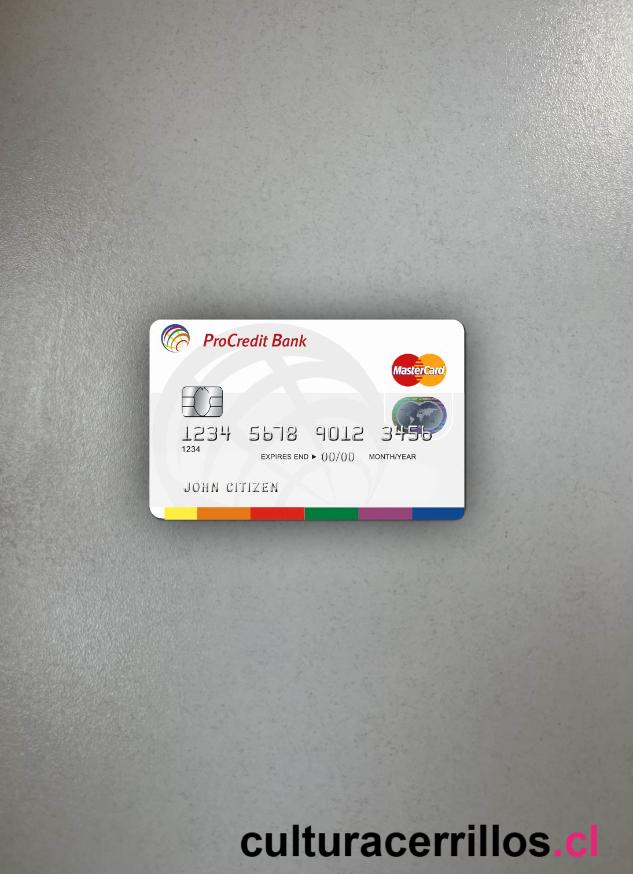 ProCredit Bank
MasterCard
1234 5678 9012 3456
1234
EXPIRES END ▶ 00/00 MONTH/YEAR
JOHN CITIZEN
culturacerrillos.cl